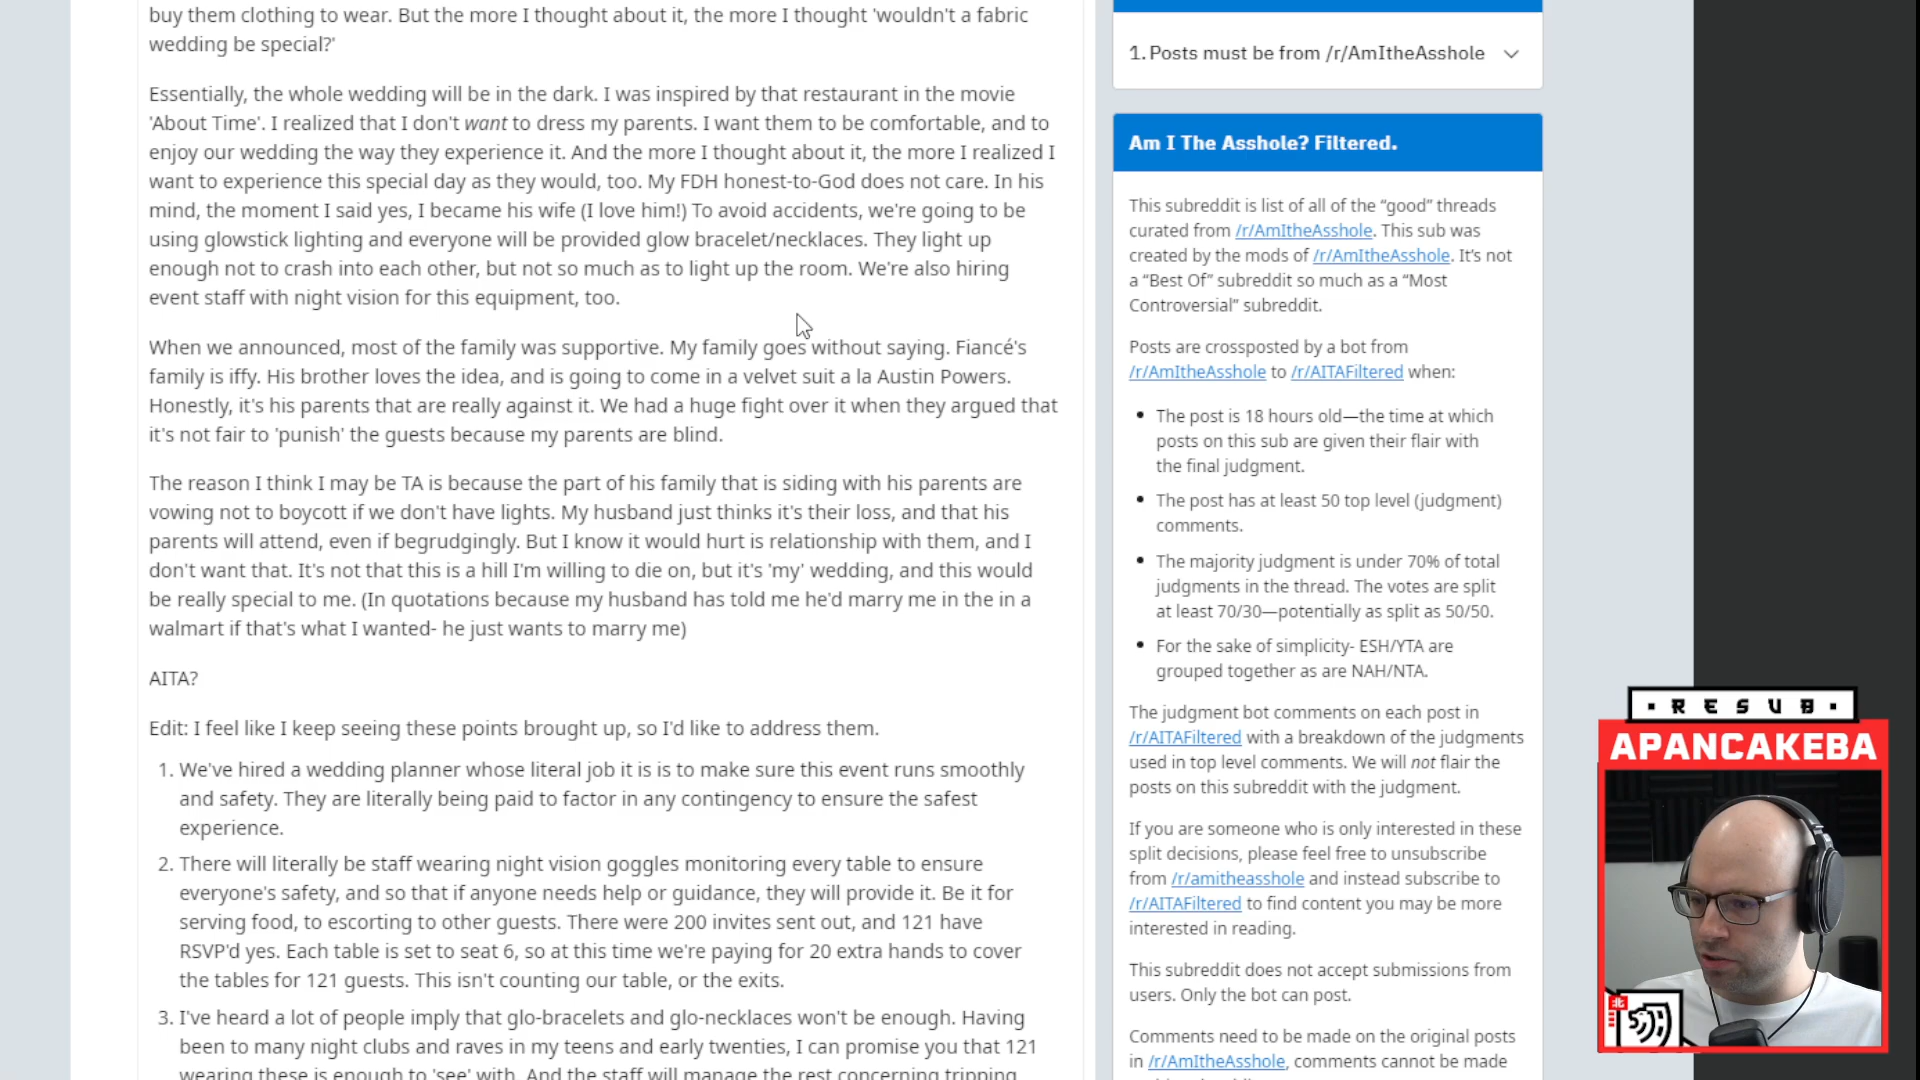 buy them clothing to wear. But the more I thought about it, the more I thought 'wouldn't a fabric
wedding be special?'
Essentially, the whole wedding will be in the dark. I was inspired by that restaurant in the movie
'About Time'. I realized that I don't want to dress my parents. I want them to be comfortable, and to
enjoy our wedding the way they experience it. And the more I thought about it, the more I realized I
want to experience this special day as they would, too. My FDH honest-to-God does not care. In his
mind, the moment I said yes, I became his wife (I love him!) To avoid accidents, we're going to be
using glowstick lighting and everyone will be provided glow bracelet/necklaces. They light up
enough not to crash into each other, but not so much as to light up the room. We're also hiring
event staff with night vision for this equipment, too.
When we announced, most of the family was supportive. My family goes without saying. Fiancé's
family is iffy. His brother loves the idea, and is going to come in a velvet suit a la Austin Powers.
Honestly, it's his parents that are really against it. We had a huge fight over it when they argued that
it's not fair to 'punish' the guests because my parents are blind.
The reason I think I may be TA is because the part of his family that is siding with his parents are
vowing not to boycott if we don't have lights. My husband just thinks it's their loss, and that his
parents will attend, even if begrudgingly. But I know it would hurt is relationship with them, and I
don't want that. It's not that this is a hill I'm willing to die on, but it's 'my' wedding, and this would
be really special to me. (In quotations because my husband has told me he'd marry me in the in a
walmart if that's what I wanted- he just wants to marry me)
AITA?
Edit: I feel like I keep seeing these points brought up, so I'd like to address them.
1. We've hired a wedding planner whose literal job it is is to make sure this event runs smoothly
and safety. They are literally being paid to factor in any contingency to ensure the safest
experience.
2. There will literally be staff wearing night vision goggles monitoring every table to ensure
everyone's safety, and so that if anyone needs help or guidance, they will provide it. Be it for
serving food, to escorting to other guests. There were 200 invites sent out, and 121 have
RSVP'd yes. Each table is set to seat 6, so at this time we're paying for 20 extra hands to cover
the tables for 121 guests. This isn't counting our table, or the exits.
3. I've heard a lot of people imply that glo-bracelets and glo-necklaces won't be enough. Having
been to many night clubs and raves in my teens and early twenties, I can promise you that 121
wearing these is enough to 'see' with. And the staff will manage the rest concerning tripping
1. Posts must be from /r/AmItheAsshole
Am I The Asshole? Filtered.
This subreddit is list of all of the “good” threads
curated from /r/AmItheAsshole. This sub was
created by the mods of /r/AmItheAsshole. It’s not
a “Best Of” subreddit so much as a “Most
Controversial” subreddit.
Posts are crossposted by a bot from
/r/AmItheAsshole to /r/AITAFiltered when:
• The post is 18 hours old—the time at which
posts on this sub are given their flair with
the final judgment.
• The post has at least 50 top level (judgment)
comments.
• The majority judgment is under 70% of total
judgments in the thread. The votes are split
at least 70/30—potentially as split as 50/50.
• For the sake of simplicity- ESH/YTA are
grouped together as are NAH/NTA.
The judgment bot comments on each post in
/r/AITAFiltered with a breakdown of the judgments
used in top level comments. We will not flair the
posts on this subreddit with the judgment.
If you are someone who is only interested in these
split decisions, please feel free to unsubscribe
from /r/amitheasshole and instead subscribe to
/r/AITAFiltered to find content you may be more
interested in reading.
This subreddit does not accept submissions from
users. Only the bot can post.
Comments need to be made on the original posts
in /r/AmItheAsshole, comments cannot be made
· RESUB ·
APANCAKEBA
北